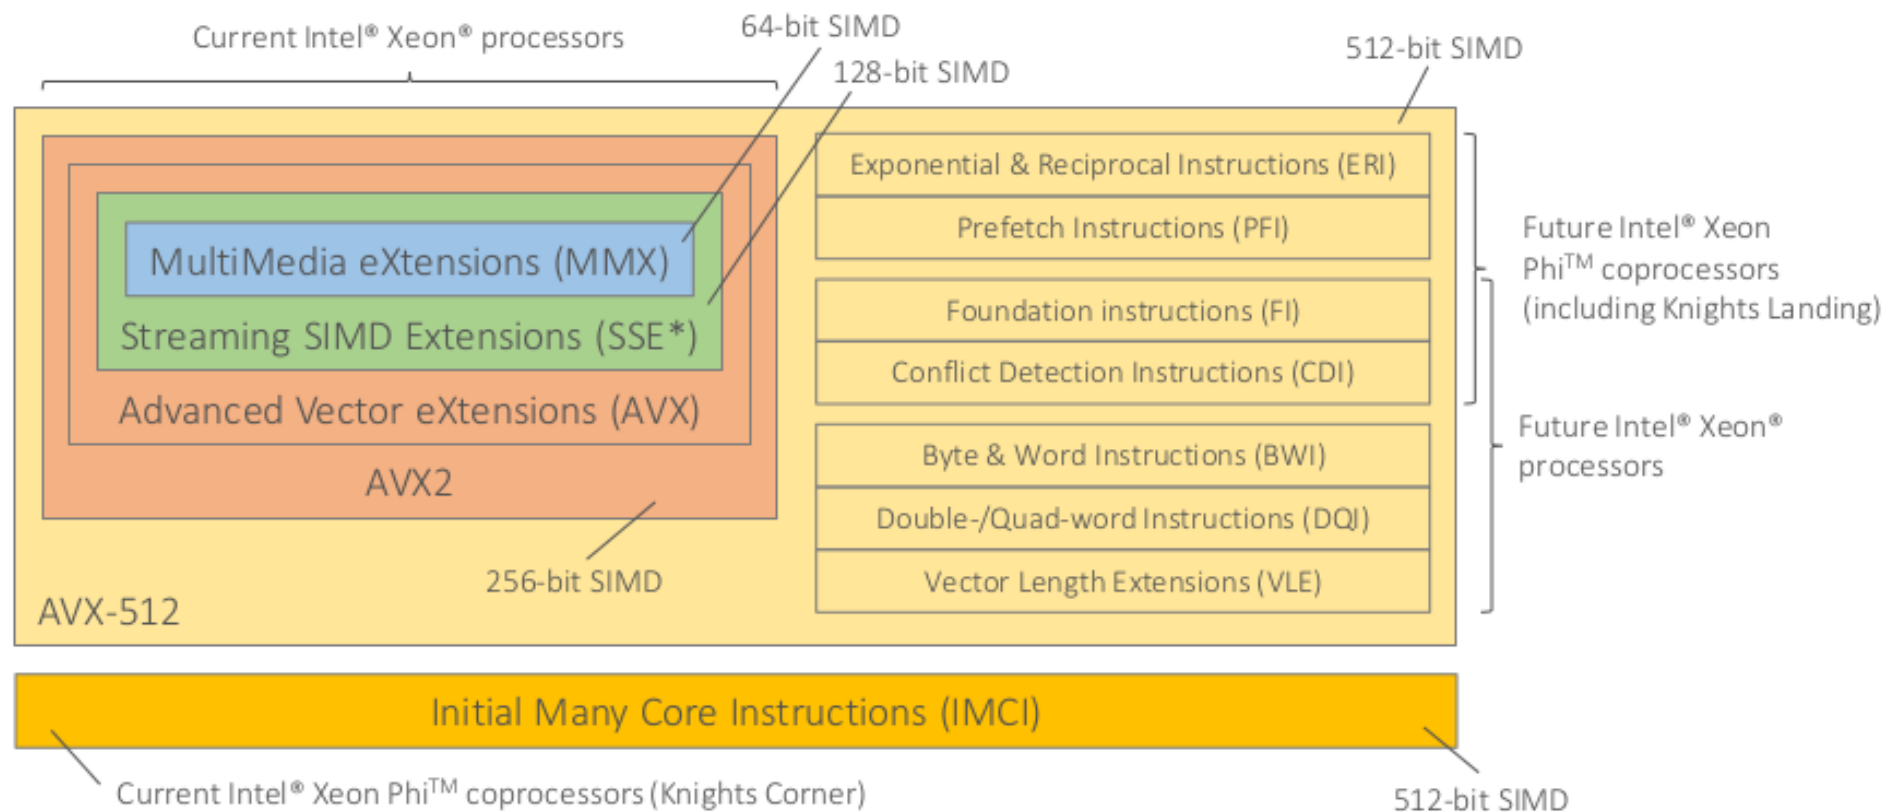 Current Intel® Xeon® processors
64-bit SIMD
128-bit SIMD
512-bit SIMD
MultiMedia eXtensions (MMX)
Streaming SIMD Extensions (SSE*)
Advanced Vector eXtensions (AVX)
AVX2
256-bit SIMD
AVX-512
Exponential & Reciprocal Instructions (ERI)
Prefetch Instructions (PFI)
Foundation instructions (FI)
Conflict Detection Instructions (CDI)
Byte & Word Instructions (BWI)
Double-/Quad-word Instructions (DQI)
Vector Length Extensions (VLE)
Future Intel® Xeon
Phi™ coprocessors
(including Knights Landing)
Future Intel® Xeon®
processors
Initial Many Core Instructions (IMCI)
Current Intel® Xeon Phi™ coprocessors (Knights Corner)
512-bit SIMD